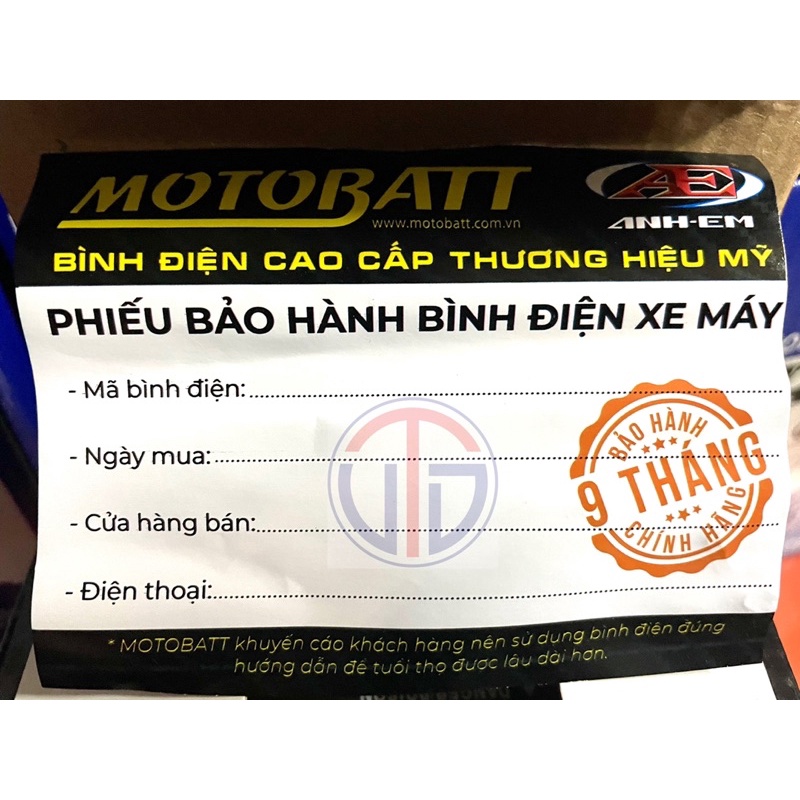 MOTOBATT
www.motobatt.com.vn
AE
ANH-EM
BÌNH ĐIỆN CAO CẤP THƯƠNG HIỆU MỸ
PHIẾU BẢO HÀNH BÌNH ĐIỆN XE MÁY
- Mã bình điện:
- Ngày mua:
- Cửa hàng bán:
- Điện thoại:
BẢO HÀNH
9 THÁNG
CHÍNH HÃNG
UTD
* MOTOBATT khuyến cáo khách hàng nên sử dụng bình điện đúng
hướng dẫn để tuổi thọ được lâu dài hơn.